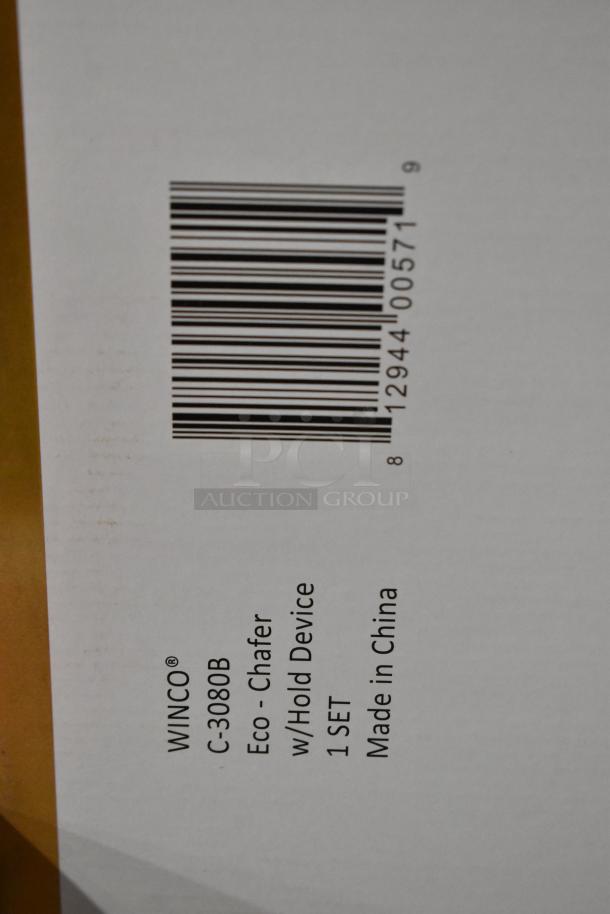 WINCO®
C-3080B
Eco - Chafer
w/Hold Device
1 SET
Made in China
8 12944 00571 9
PCI
AUCTION GROUP